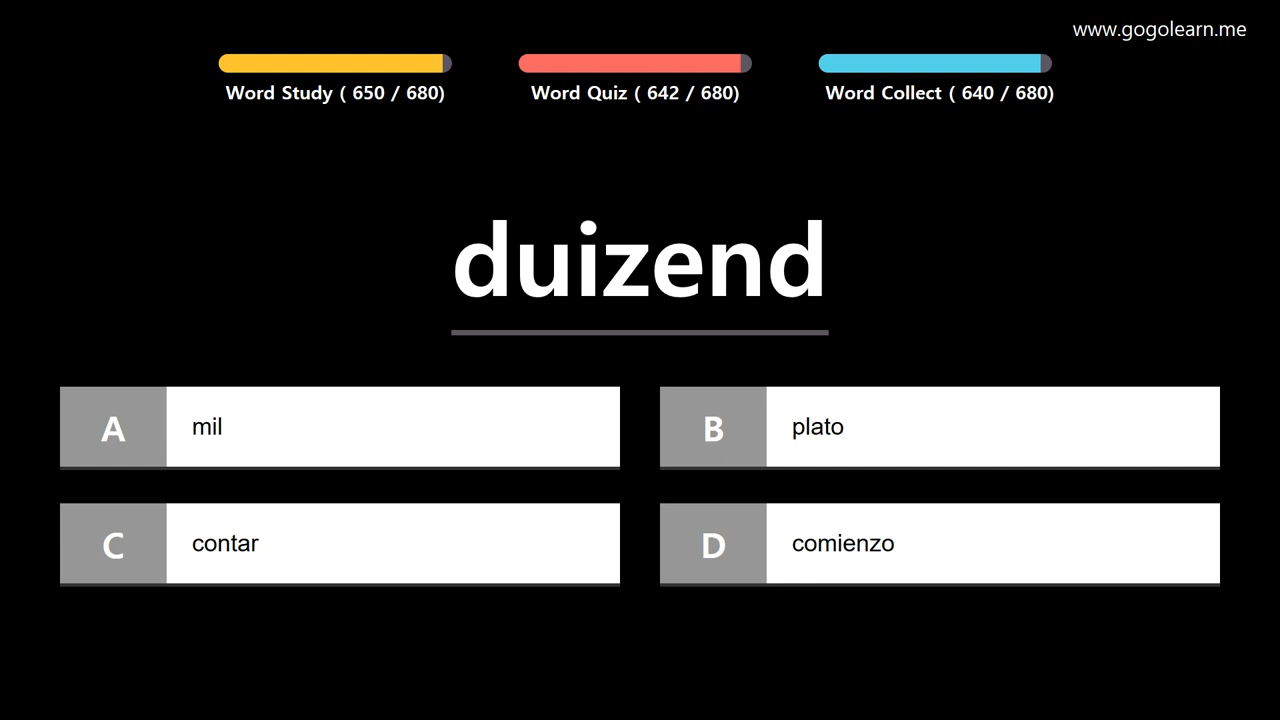 www.gogolearn.me
Word Study ( 650 / 680)
Word Quiz ( 642 / 680)
Word Collect ( 640 / 680)
duizend
A mil
B plato
C contar
D comienzo